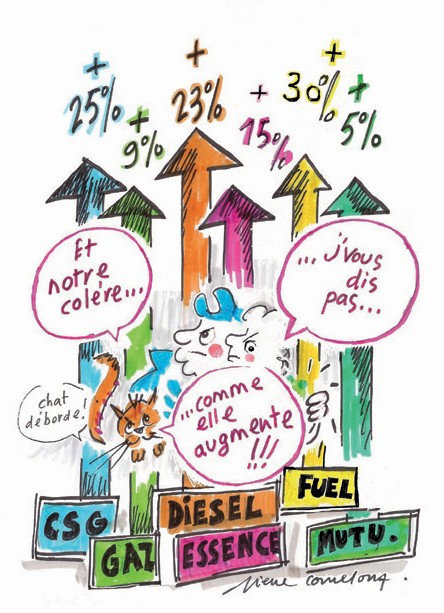 +
25%
+
9%
+
23%
+
15%
+
30%
+
5%
Et
notre
colère...
... j'vous
dis
pas...
chat
déborde!
...comme
elle
augmente
!!!
CSG
GAZ
DIESEL
ESSENCE
FUEL
MUTU.